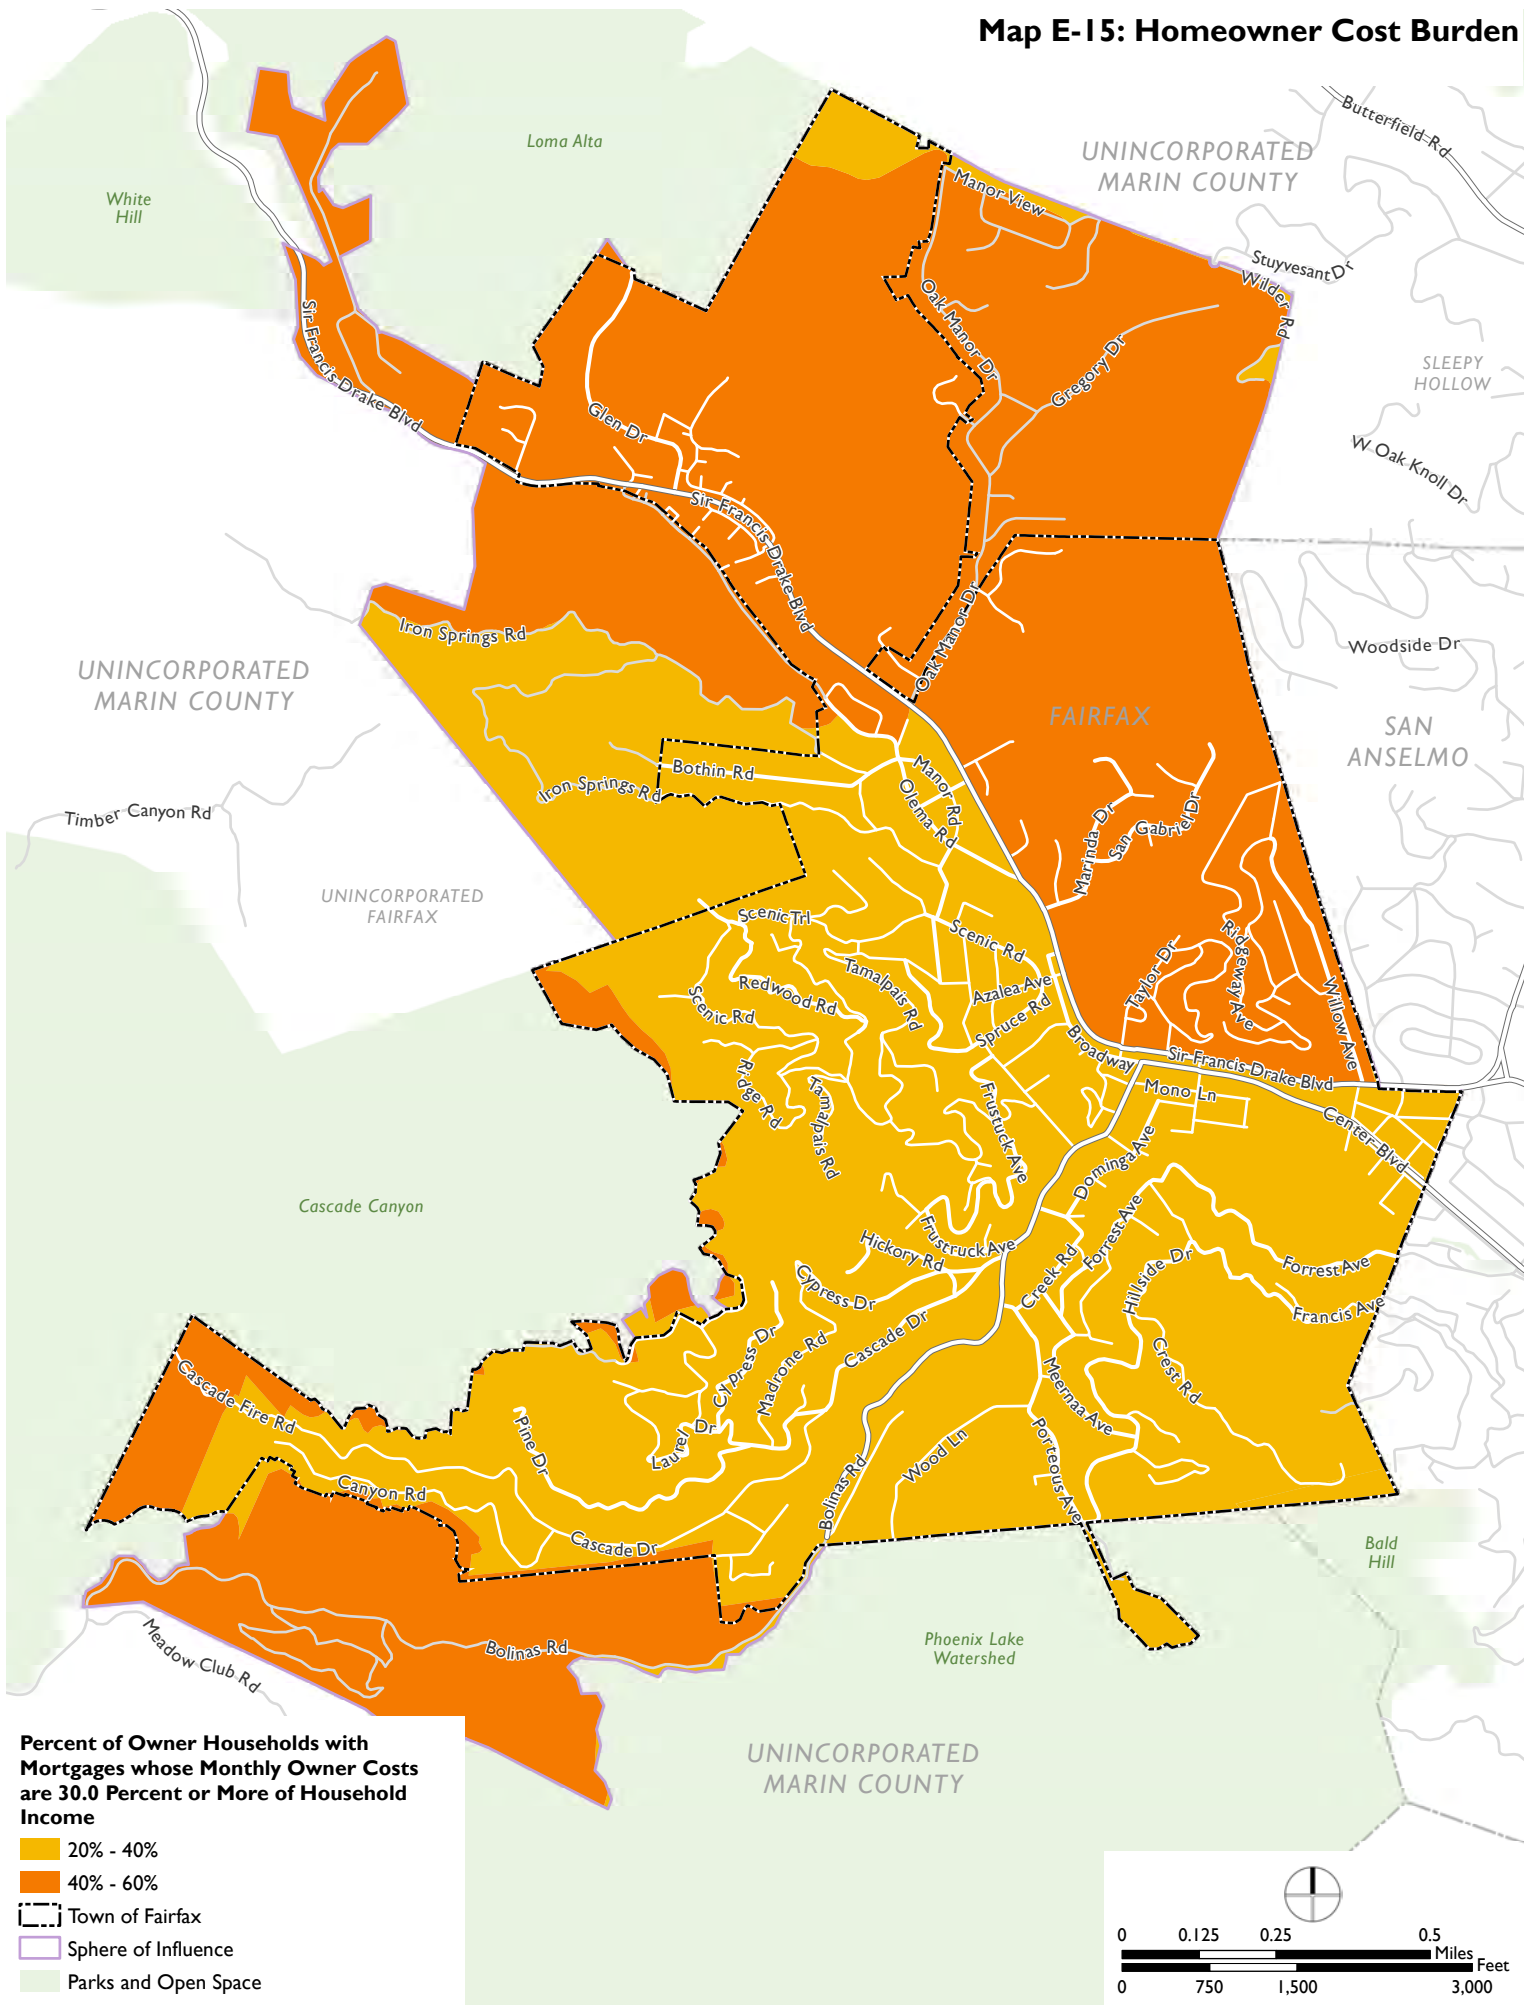 Map E-15: Homeowner Cost Burden
Butterfield Rd
Loma Alta
UNINCORPORATED
MARIN COUNTY
White
Hill
Manor View
Stuyvesant Dr
Wilder Rd
Oak Manor Dr
Sir Francis Drake Blvd
Gregory Dr
SLEEPY
HOLLOW
Glen Dr
W Oak Knoll Dr
Sir Francis Drake Blvd
Iron Springs Rd
Oak Manor Dr
Woodside Dr
UNINCORPORATED
MARIN COUNTY
FAIRFAX
SAN
ANSELMO
Bothin Rd
Manor Rd
Iron Springs Rd
Olema Rd
Timber Canyon Rd
Marinda Dr
San Gabriel Dr
UNINCORPORATED
FAIRFAX
Scenic Trl
Scenic Rd
Ridgeway Ave
Taylor Dr
Tamalpais Rd
Redwood Rd
Azalea Ave
Scenic Rd
Spruce Rd
Willow Ave
Broadway
Sir Francis Drake Blvd
Ridge Rd
Tamalpais Rd
Frustuck Ave
Mono Ln
Center Blvd
Dominga Ave
Cascade Canyon
Forrest Ave
Frustruck Ave
Hickory Rd
Creek Rd
Hillside Dr
Forrest Ave
Cypress Dr
Francis Ave
Cascade Dr
Cypress Dr
Madrone Rd
Crest Rd
Cascade Fire Rd
Meernaa Ave
Laurel Dr
Pine Dr
Porteous Ave
Wood Ln
Canyon Rd
Bolinas Rd
Cascade Dr
Bald
Hill
Meadow Club Rd
Bolinas Rd
Phoenix Lake
Watershed
UNINCORPORATED
MARIN COUNTY
Percent of Owner Households with
Mortgages whose Monthly Owner Costs
are 30.0 Percent or More of Household
Income
20% - 40%
40% - 60%
Town of Fairfax
Sphere of Influence
Parks and Open Space
0 0.125 0.25 0.5
Miles
Feet
0 750 1,500 3,000